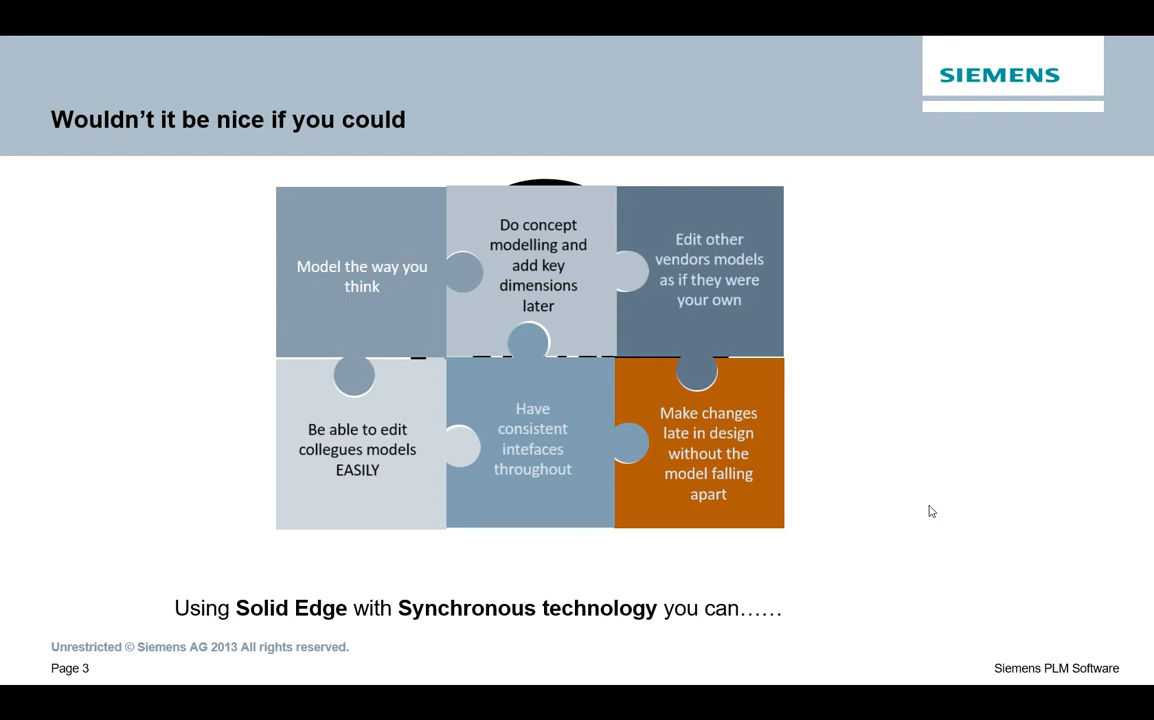 SIEMENS
Wouldn't it be nice if you could
Model the way you
think
Do concept
modelling and
add key
dimensions
later
Edit other
vendors models
as if they were
your own
Be able to edit
collegues models
EASILY
Have
consistent
intefaces
throughout
Make changes
late in design
without the
model falling
apart
Using Solid Edge with Synchronous technology you can……
Unrestricted © Siemens AG 2013 All rights reserved.
Page 3
Siemens PLM Software